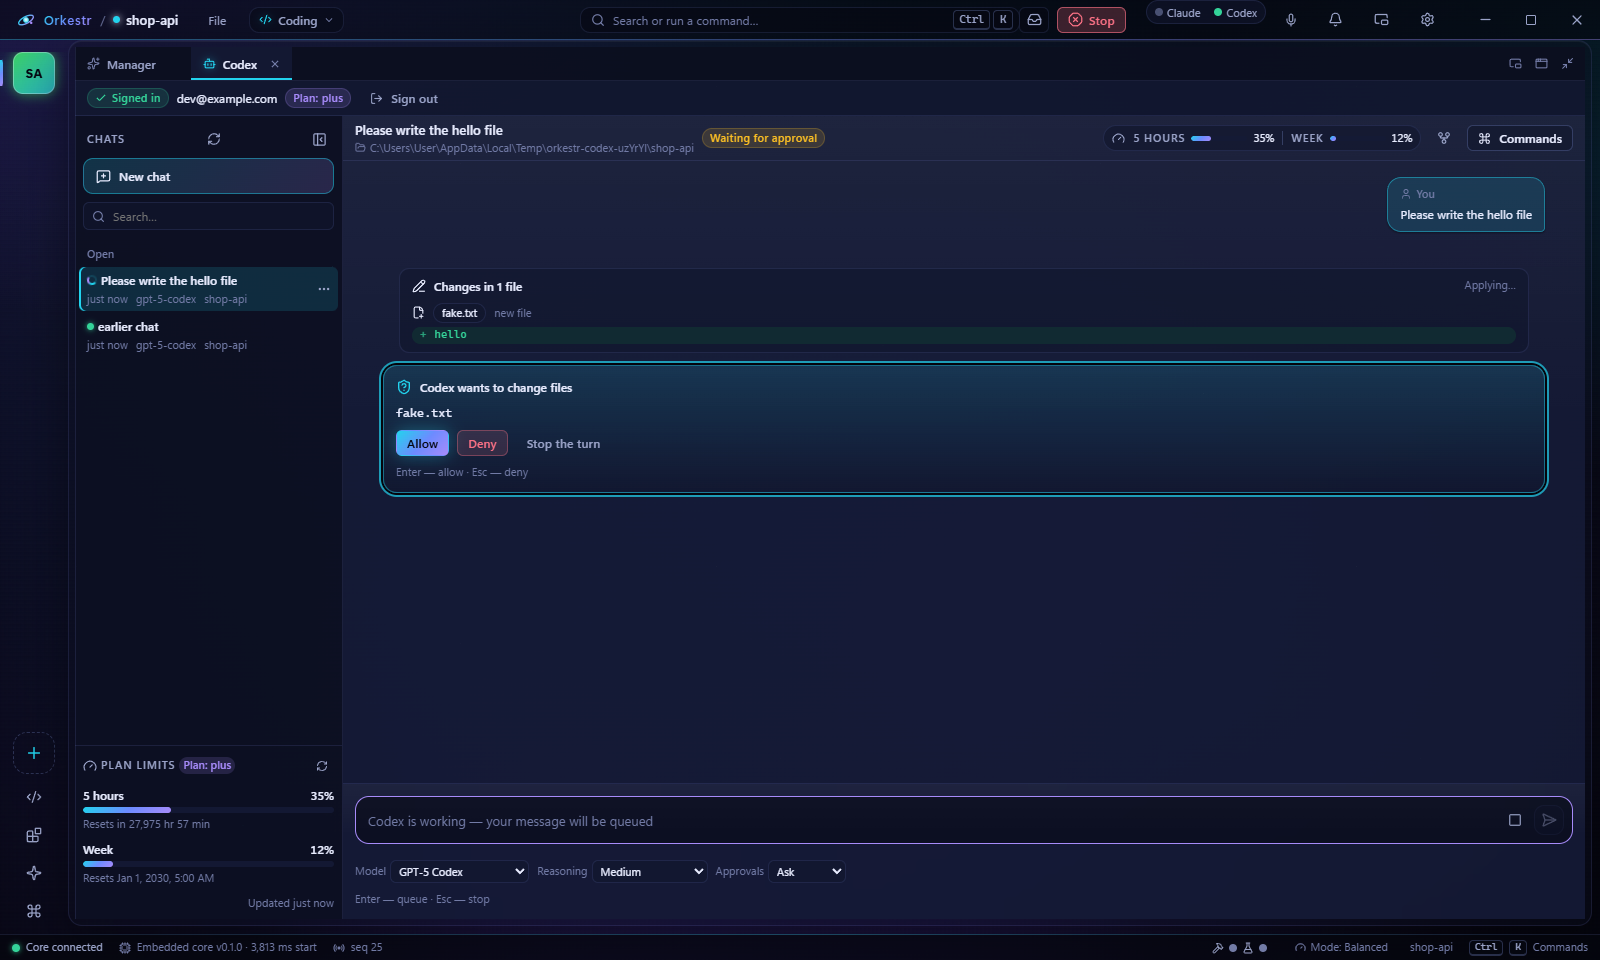 Orkestr / shop-api File Coding Search or run a command... Ctrl K Stop Claude Codex
SA
Manager Codex
Signed in dev@example.com Plan: plus Sign out
CHATS
New chat
Search...
Open
Please write the hello file
just now gpt-5-codex shop-api
earlier chat
just now gpt-5-codex shop-api
PLAN LIMITS Plan: plus
5 hours 35%
Resets in 27,975 hr 57 min
Week 12%
Resets Jan 1, 2030, 5:00 AM
Updated just now
Please write the hello file
C:\Users\User\AppData\Local\Temp\orkestr-codex-uzYrYI\shop-api
Waiting for approval
5 HOURS 35% WEEK 12% Commands
You
Please write the hello file
Changes in 1 file Applying...
fake.txt new file
+ hello
Codex wants to change files
fake.txt
Allow Deny Stop the turn
Enter — allow · Esc — deny
Codex is working — your message will be queued
Model GPT-5 Codex Reasoning Medium Approvals Ask
Enter — queue · Esc — stop
Core connected Embedded core v0.1.0 · 3,813 ms start seq 25 Mode: Balanced shop-api Ctrl K Commands